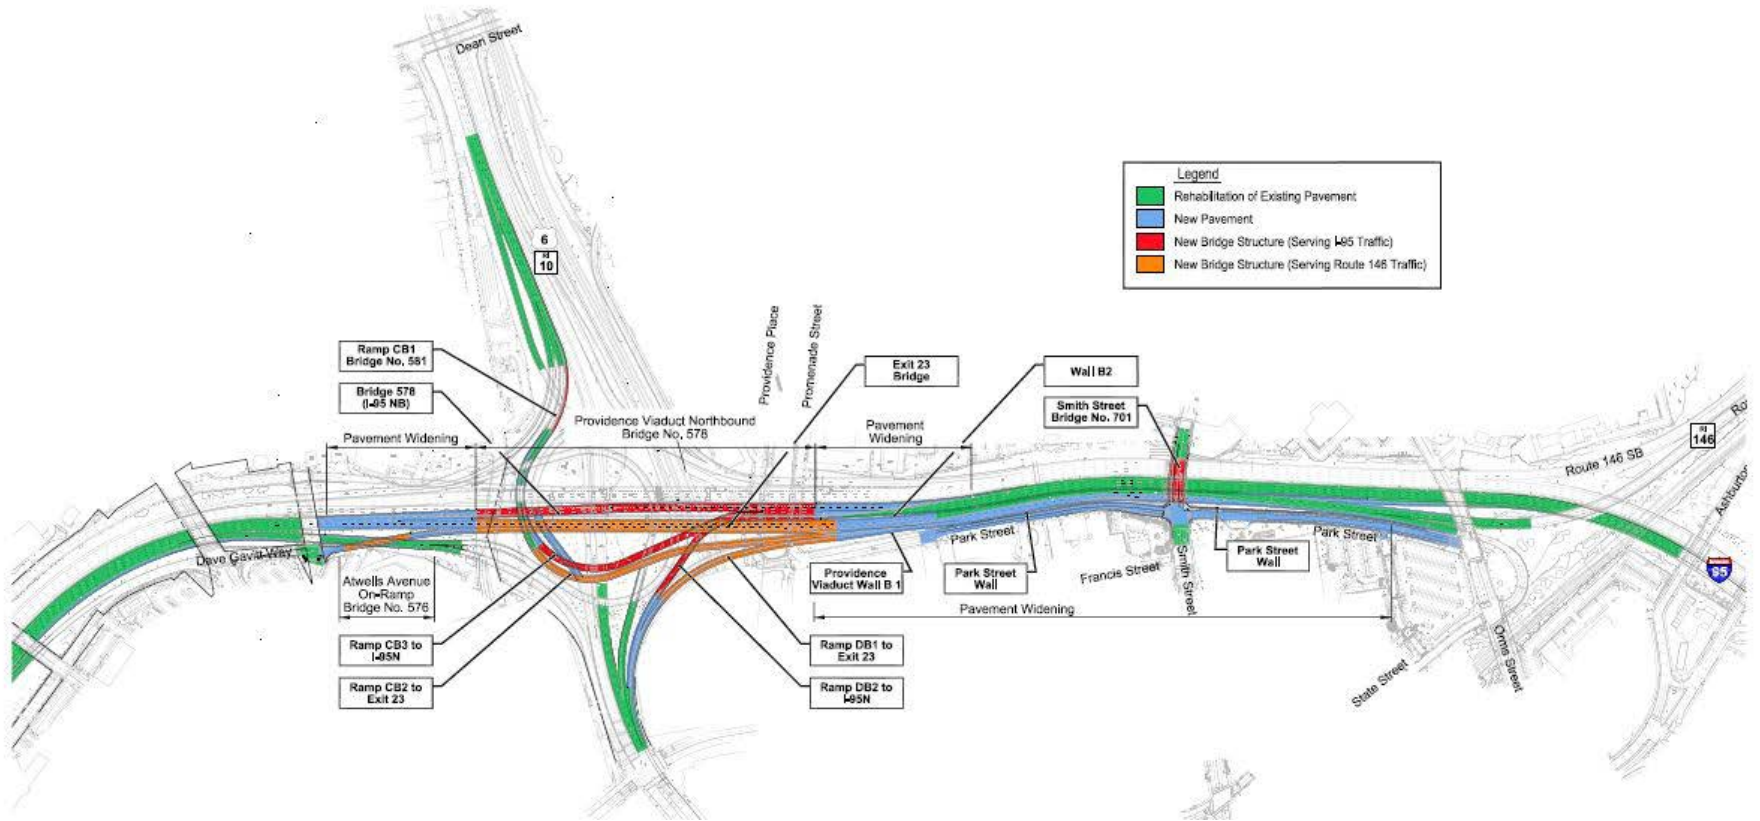 Dean Street
Legend
Rehabilitation of Existing Pavement
New Pavement
New Bridge Structure (Serving I-95 Traffic)
New Bridge Structure (Serving Route 146 Traffic)
6
RI
10
Providence Place
Promenade Street
Ramp CB1
Bridge No. 581
Bridge 578
(I-95 NB)
Exit 23
Bridge
Wall B2
Smith Street
Bridge No. 701
Pavement Widening
Providence Viaduct Northbound
Bridge No. 578
Pavement
Widening
RI
146
Route 146 SB
Dave Gavitt Way
Park Street
Park Street
Francis Street
Smith Street
Park Street
Wall
Atwells Avenue
On-Ramp
Bridge No. 576
Providence
Viaduct Wall B 1
Park Street
Wall
Pavement Widening
95
Ramp CB3 to
I-95N
Ramp DB1 to
Exit 23
Ramp CB2 to
Exit 23
Ramp DB2 to
I-95N
State Street
Orms Street